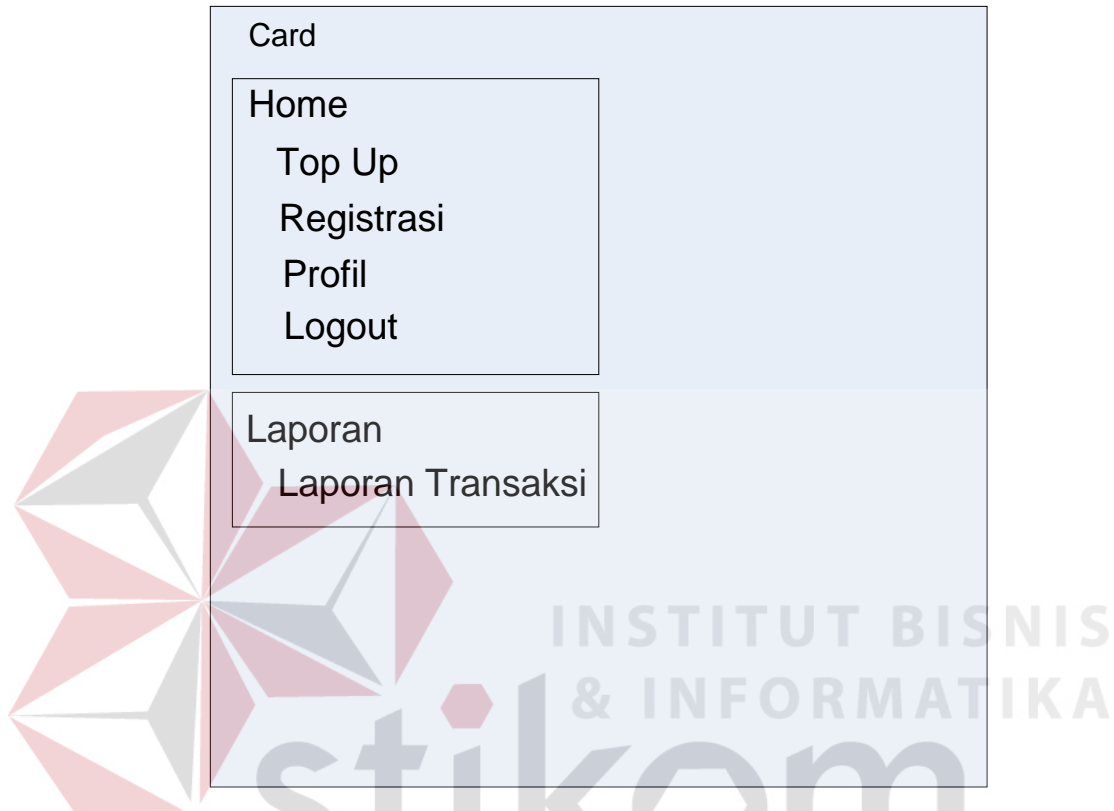 Card
Home
Top Up
Registrasi
Profil
Logout
Laporan
Laporan Transaksi
INSTITUT BISNIS
& INFORMATIKA
stikom